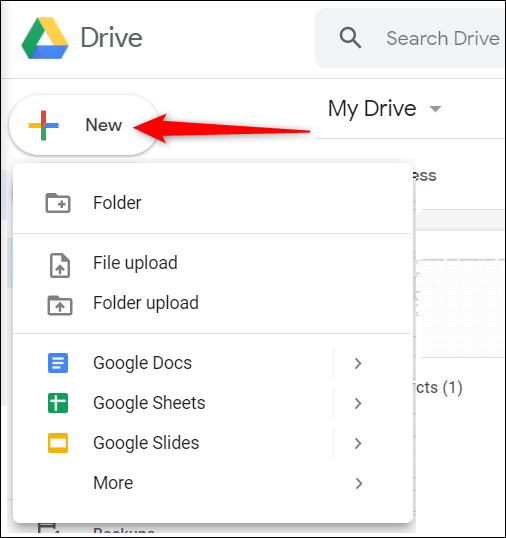 Drive
Search Drive
New
My Drive
ess
Folder
File upload
Folder upload
Google Docs
cts (1)
Google Sheets
Google Slides
More
Backups